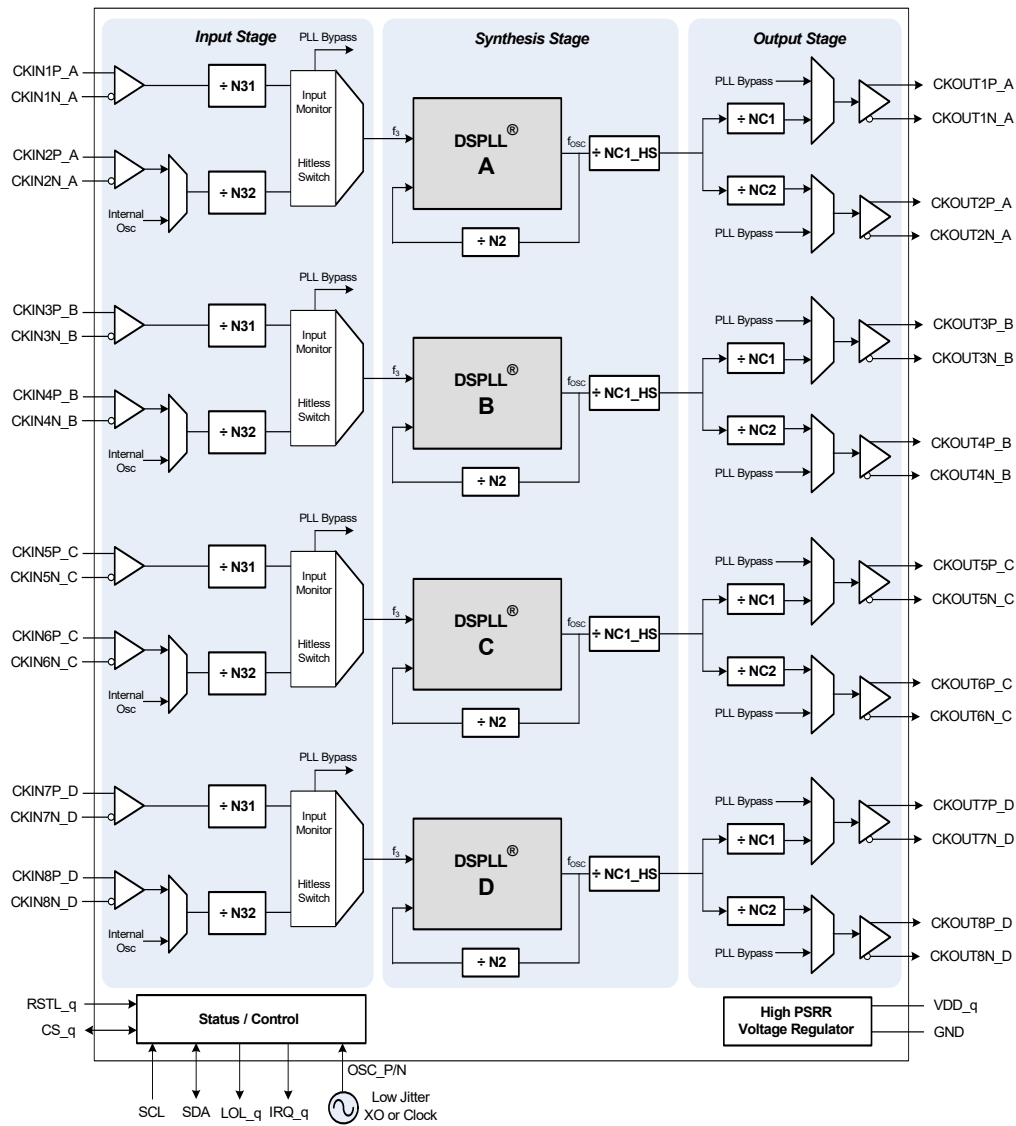 Input Stage
Synthesis Stage
Output Stage
CKIN1P_A
CKIN1N_A
÷ N31
PLL Bypass
Input
Monitor
Hitless
Switch
CKIN2P_A
CKIN2N_A
Internal
Osc
÷ N32
f3
DSPLL®
A
÷ N2
fOSC
÷ NC1_HS
PLL Bypass
÷ NC1
÷ NC2
PLL Bypass
CKOUT1P_A
CKOUT1N_A
CKOUT2P_A
CKOUT2N_A
CKIN3P_B
CKIN3N_B
÷ N31
PLL Bypass
Input
Monitor
Hitless
Switch
CKIN4P_B
CKIN4N_B
Internal
Osc
÷ N32
f3
DSPLL®
B
÷ N2
fOSC
÷ NC1_HS
PLL Bypass
÷ NC1
÷ NC2
PLL Bypass
CKOUT3P_B
CKOUT3N_B
CKOUT4P_B
CKOUT4N_B
CKIN5P_C
CKIN5N_C
÷ N31
PLL Bypass
Input
Monitor
Hitless
Switch
CKIN6P_C
CKIN6N_C
Internal
Osc
÷ N32
f3
DSPLL®
C
÷ N2
fOSC
÷ NC1_HS
PLL Bypass
÷ NC1
÷ NC2
PLL Bypass
CKOUT5P_C
CKOUT5N_C
CKOUT6P_C
CKOUT6N_C
CKIN7P_D
CKIN7N_D
÷ N31
PLL Bypass
Input
Monitor
Hitless
Switch
CKIN8P_D
CKIN8N_D
Internal
Osc
÷ N32
f3
DSPLL®
D
÷ N2
fOSC
÷ NC1_HS
PLL Bypass
÷ NC1
÷ NC2
PLL Bypass
CKOUT7P_D
CKOUT7N_D
CKOUT8P_D
CKOUT8N_D
RSTL_q
CS_q
Status / Control
SCL
SDA
LOL_q
IRQ_q
OSC_P/N
Low Jitter
XO or Clock
High PSRR
Voltage Regulator
VDD_q
GND